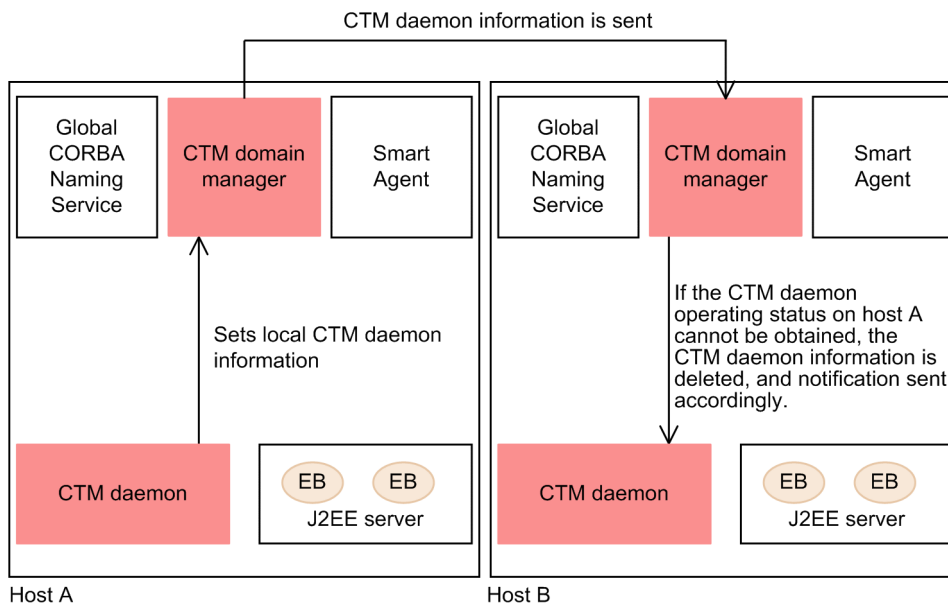 CTM daemon information is sent
Global
CORBA
Naming
Service
CTM domain
manager
Smart
Agent
Sets local CTM daemon
information
CTM daemon
EB
EB
J2EE server
Host A
Global
CORBA
Naming
Service
CTM domain
manager
Smart
Agent
If the CTM daemon
operating status on host A
cannot be obtained, the
CTM daemon information is
deleted, and notification sent
accordingly.
CTM daemon
EB
EB
J2EE server
Host B